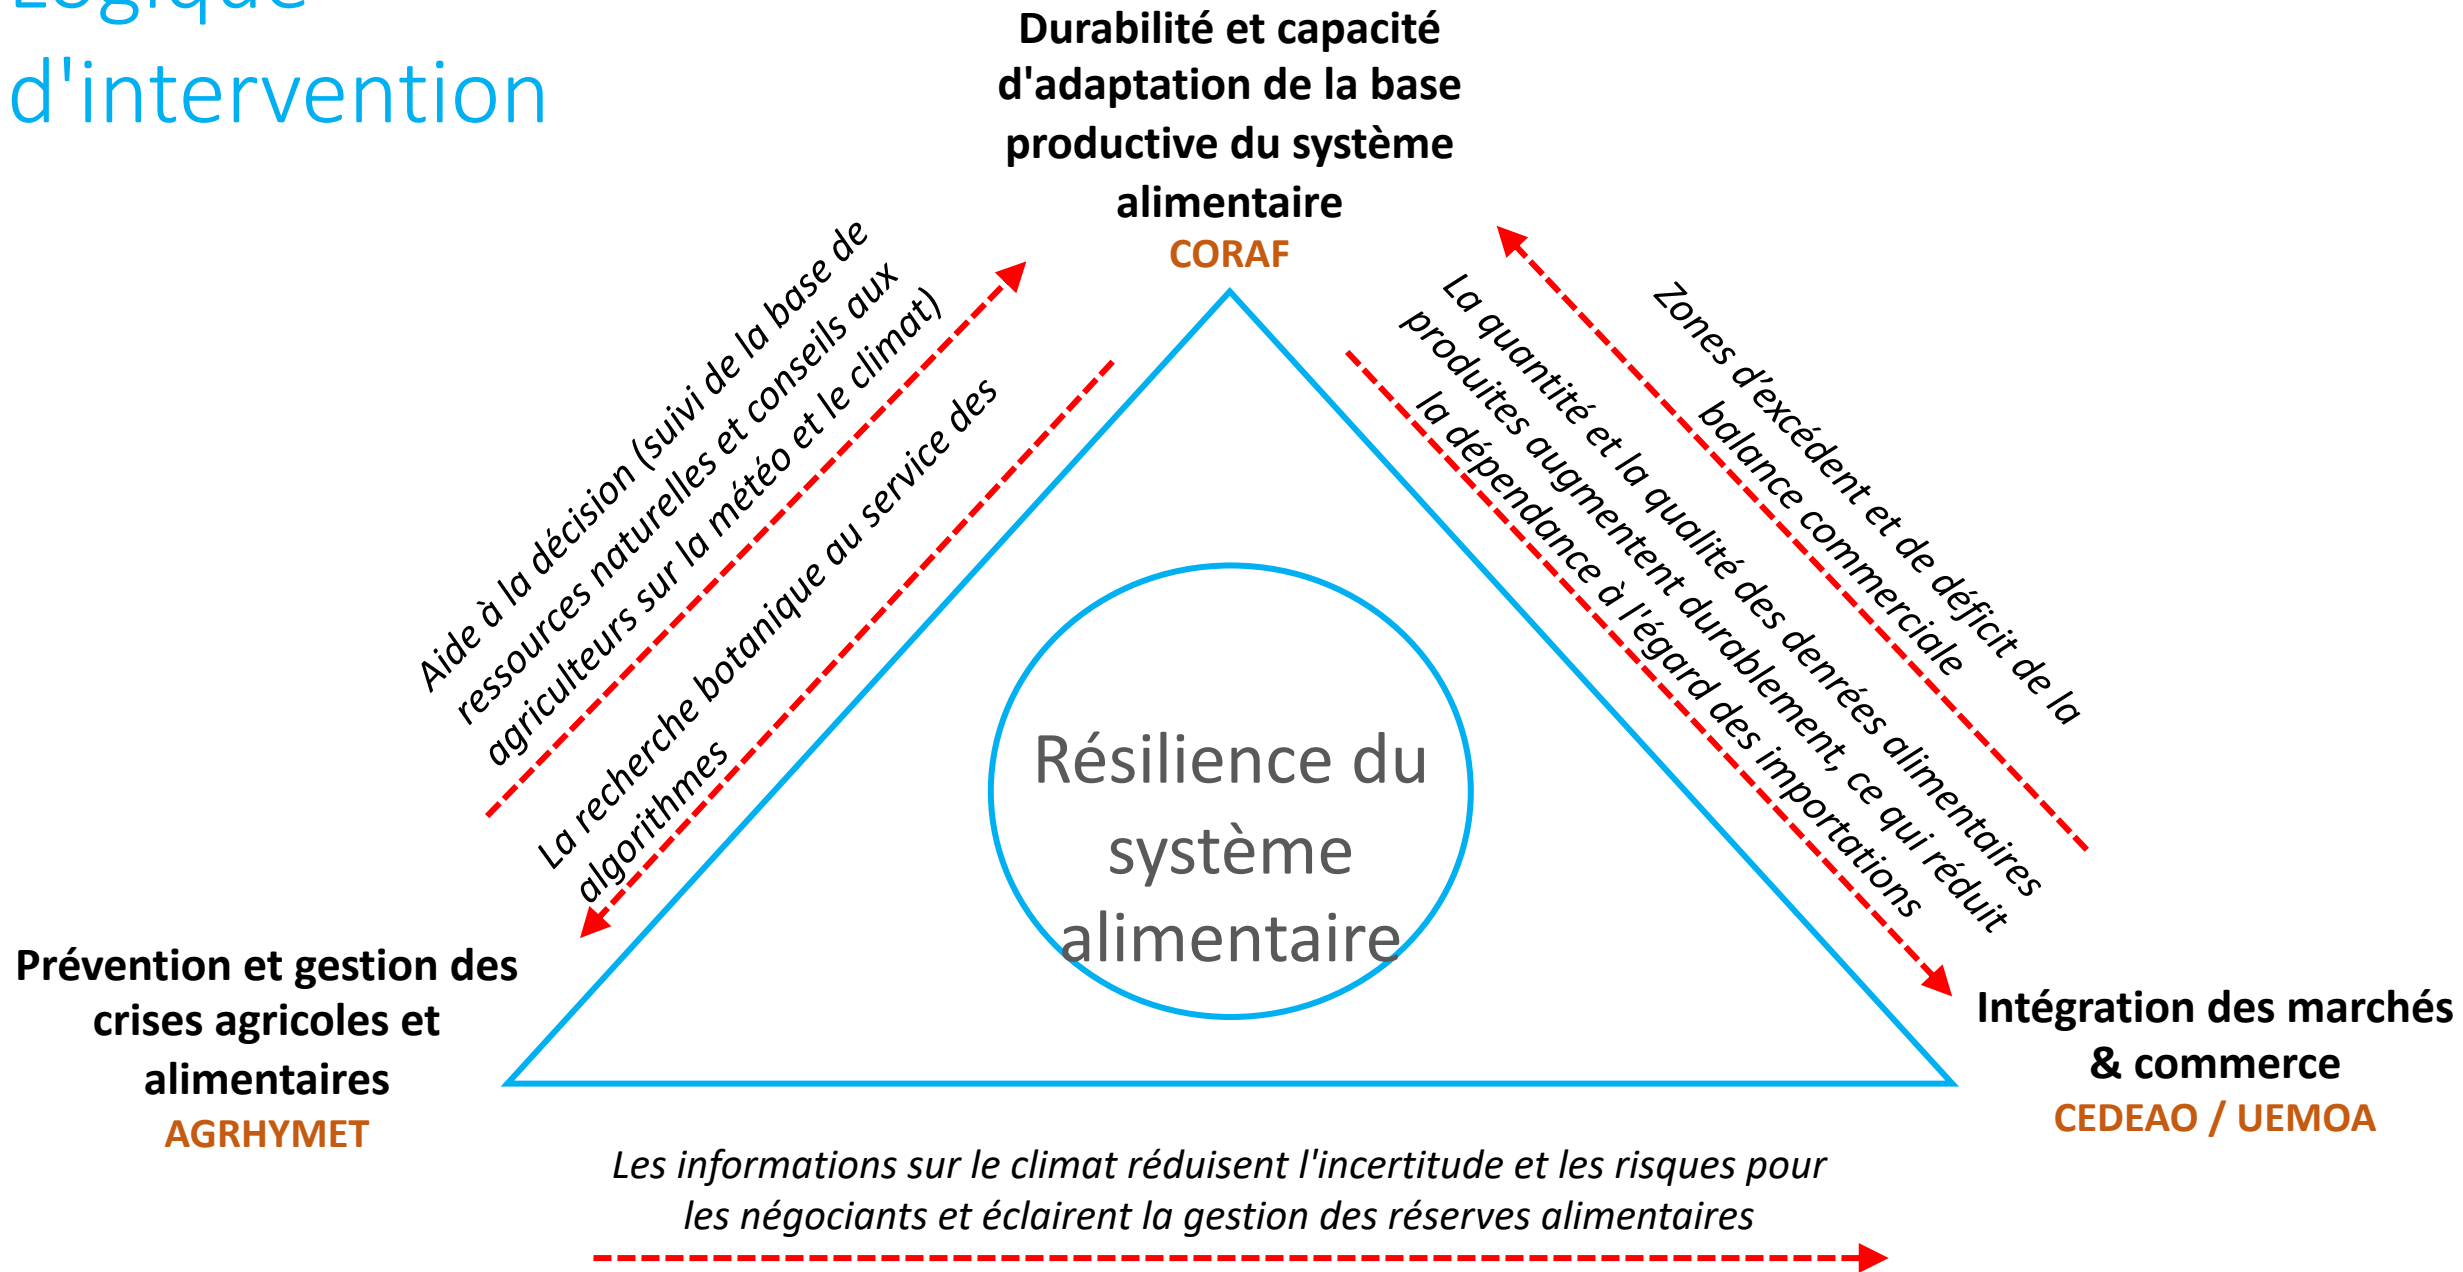 Logique
d'intervention
Durabilité et capacité
d'adaptation de la base
productive du système
alimentaire
CORAF
Aide à la décision (suivi de la base de
ressources naturelles et conseils aux
agriculteurs sur la météo et le climat)
La recherche botanique au service des
algorithmes
Zones d’excédent et de déficit de la
balance commerciale
La quantité et la qualité des denrées alimentaires
produites augmentent durablement, ce qui réduit
la dépendance à l'égard des importations
Résilience du
système
alimentaire
Prévention et gestion des
crises agricoles et
alimentaires
AGRHYMET
Intégration des marchés
& commerce
CEDEAO / UEMOA
Les informations sur le climat réduisent l'incertitude et les risques pour
les négociants et éclairent la gestion des réserves alimentaires